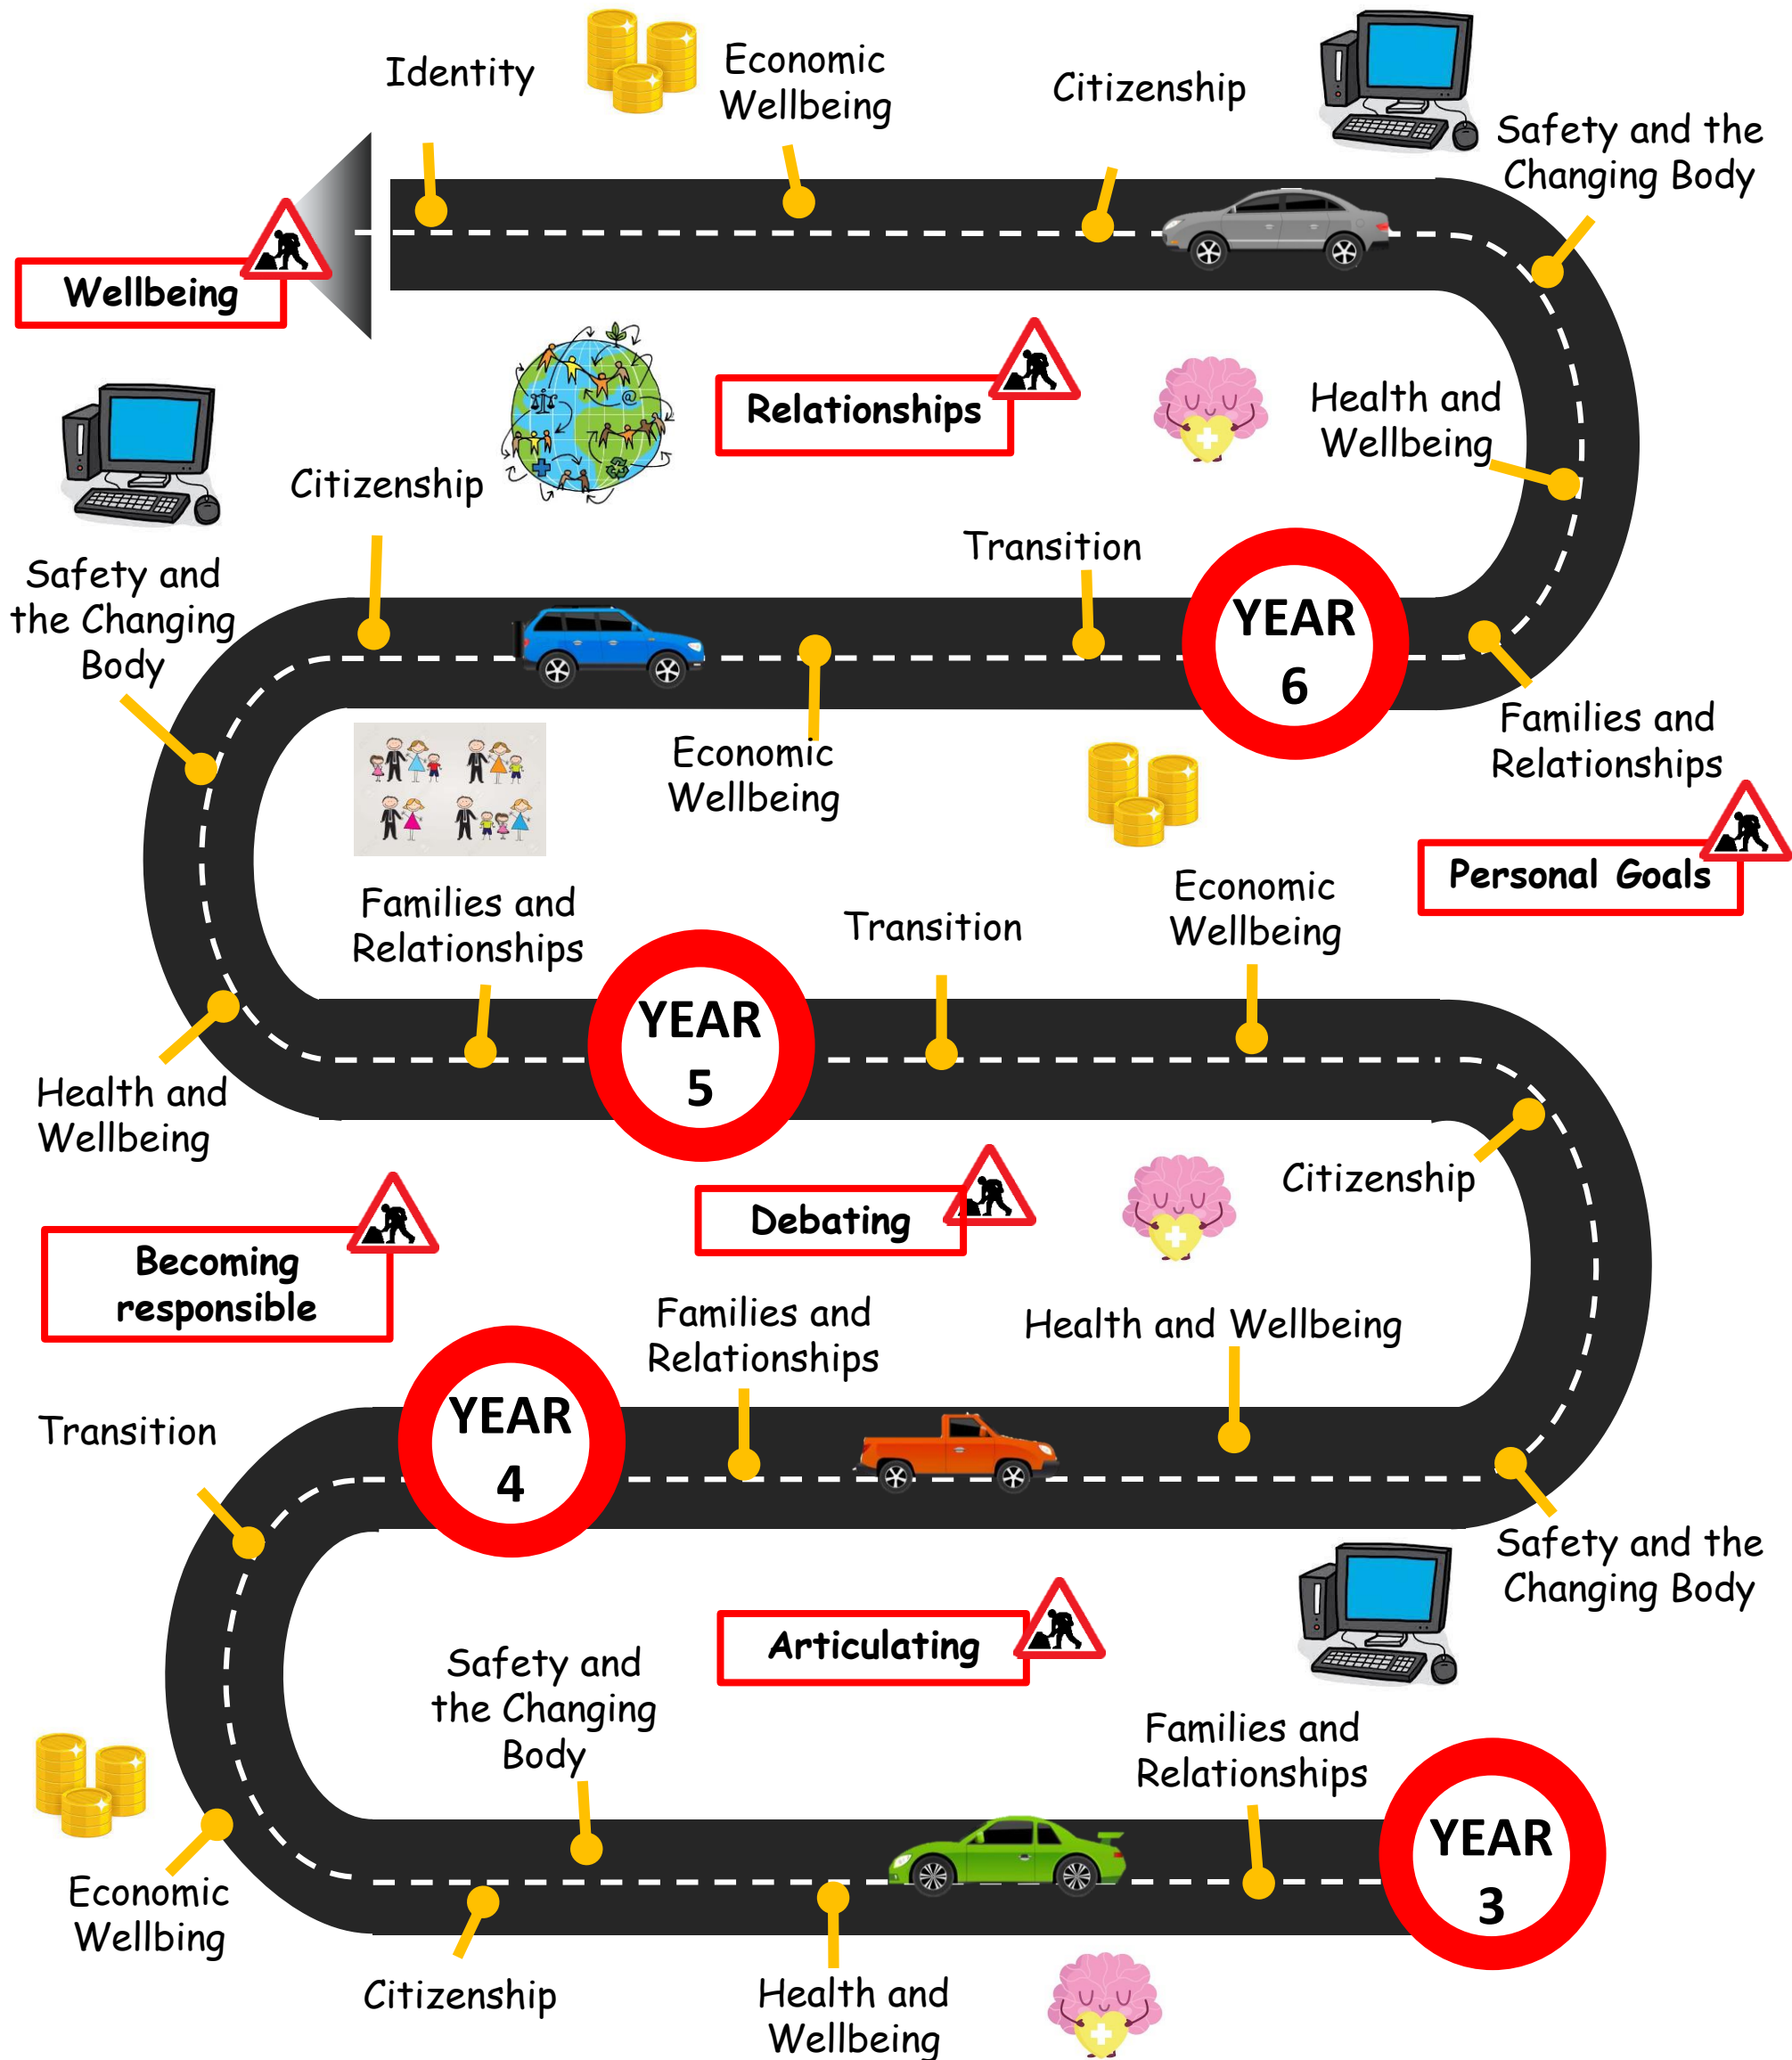 Identity
Economic
Wellbeing
Citizenship
Safety and the
Changing Body
Wellbeing
Relationships
Health and
Wellbeing
Citizenship
Transition
Safety and
the Changing
Body
YEAR
6
Economic
Wellbeing
Families and
Relationships
Personal Goals
Families and
Relationships
Transition
Economic
Wellbeing
YEAR
5
Health and
Wellbeing
Citizenship
Debating
Becoming
responsible
Families and
Relationships
Health and Wellbeing
YEAR
4
Transition
Safety and the
Changing Body
Articulating
Safety and
the Changing
Body
Families and
Relationships
YEAR
3
Economic
Wellbing
Citizenship
Health and
Wellbeing